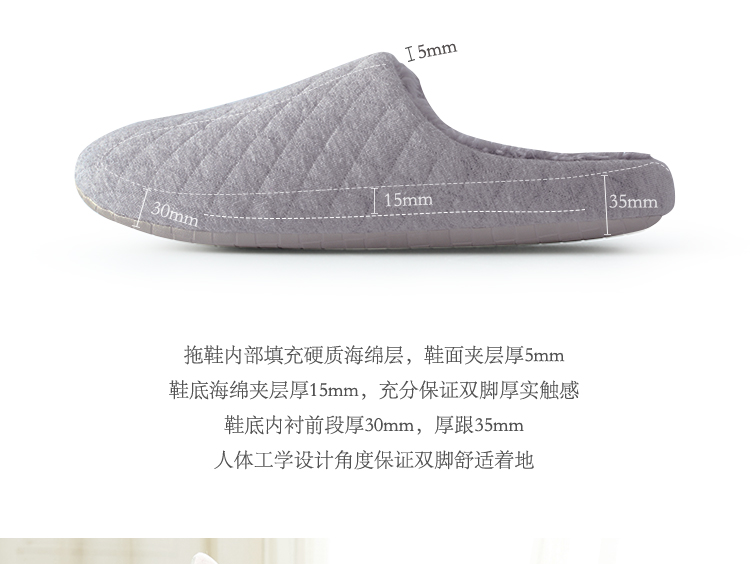 5mm
15mm
35mm
30mm
拖鞋内部填充硬质海绵层，鞋面夹层厚5mm
鞋底海绵夹层厚15mm，充分保证双脚厚实触感
鞋底内衬前段厚30mm，厚跟35mm
人体工学设计角度保证双脚舒适着地